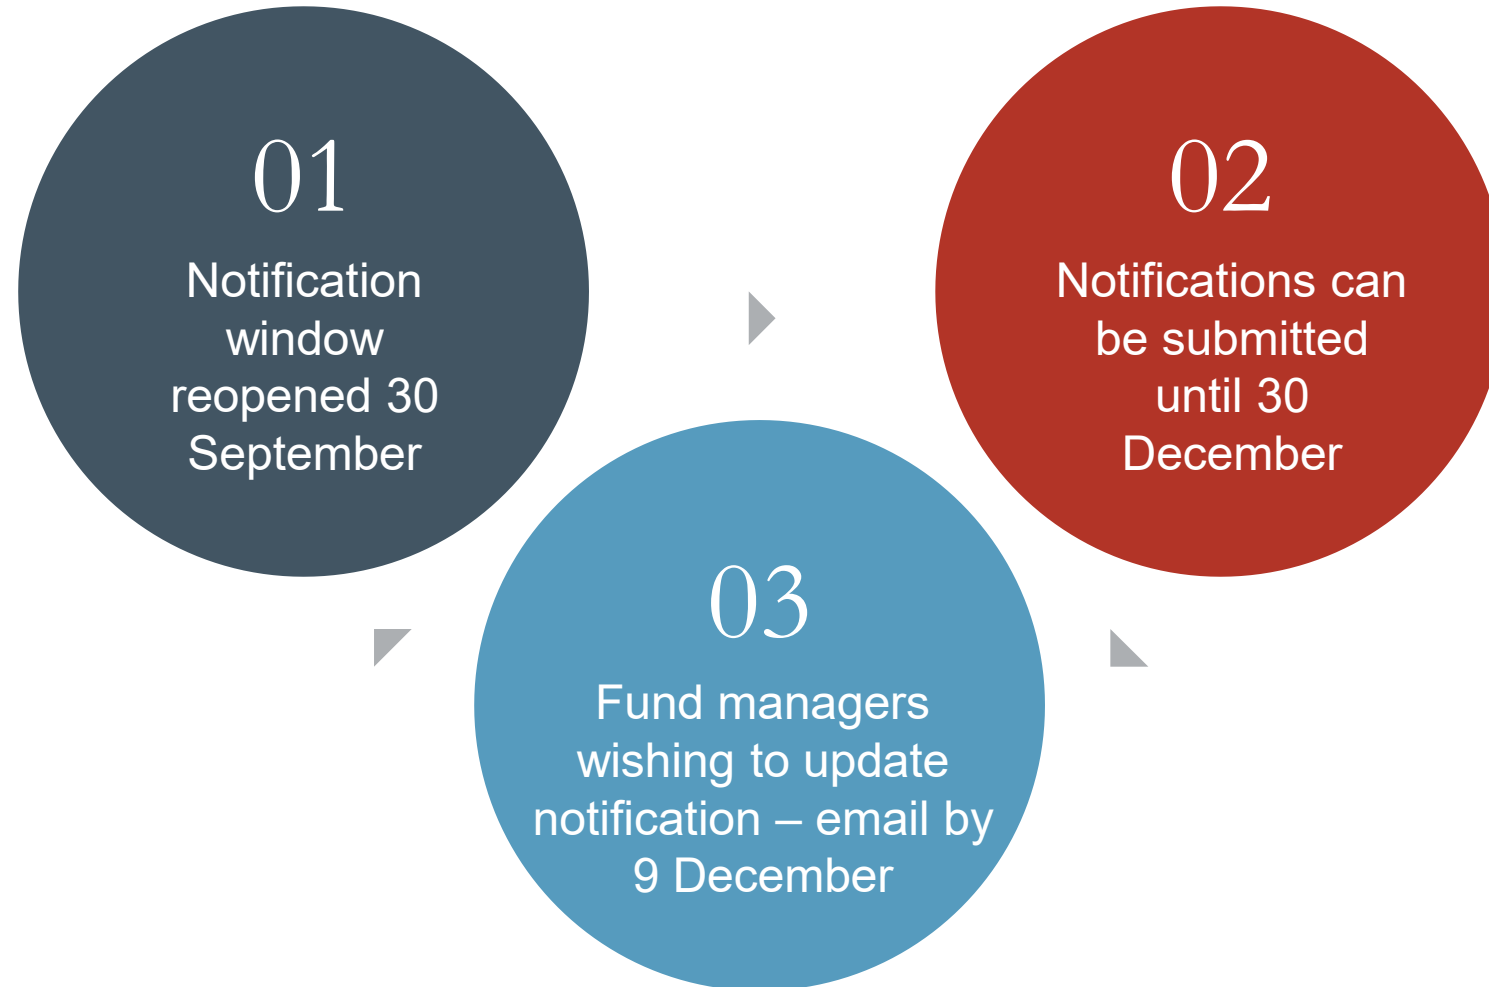 01
Notification
window
reopened 30
September
02
Notifications can
be submitted
until 30
December
03
Fund managers
wishing to update
notification – email by
9 December